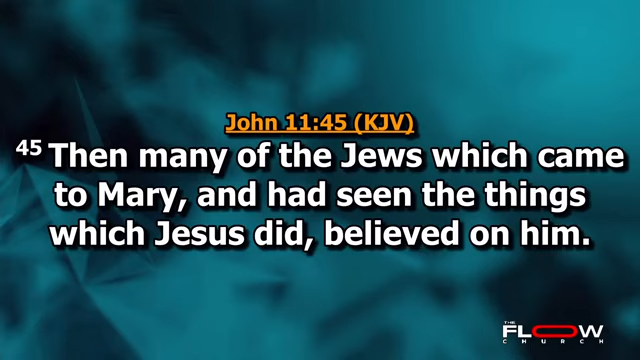 John 11:45 (KJV)
45 Then many of the Jews which came
to Mary, and had seen the things
which Jesus did, believed on him.
THE
FLOW
CHURCH